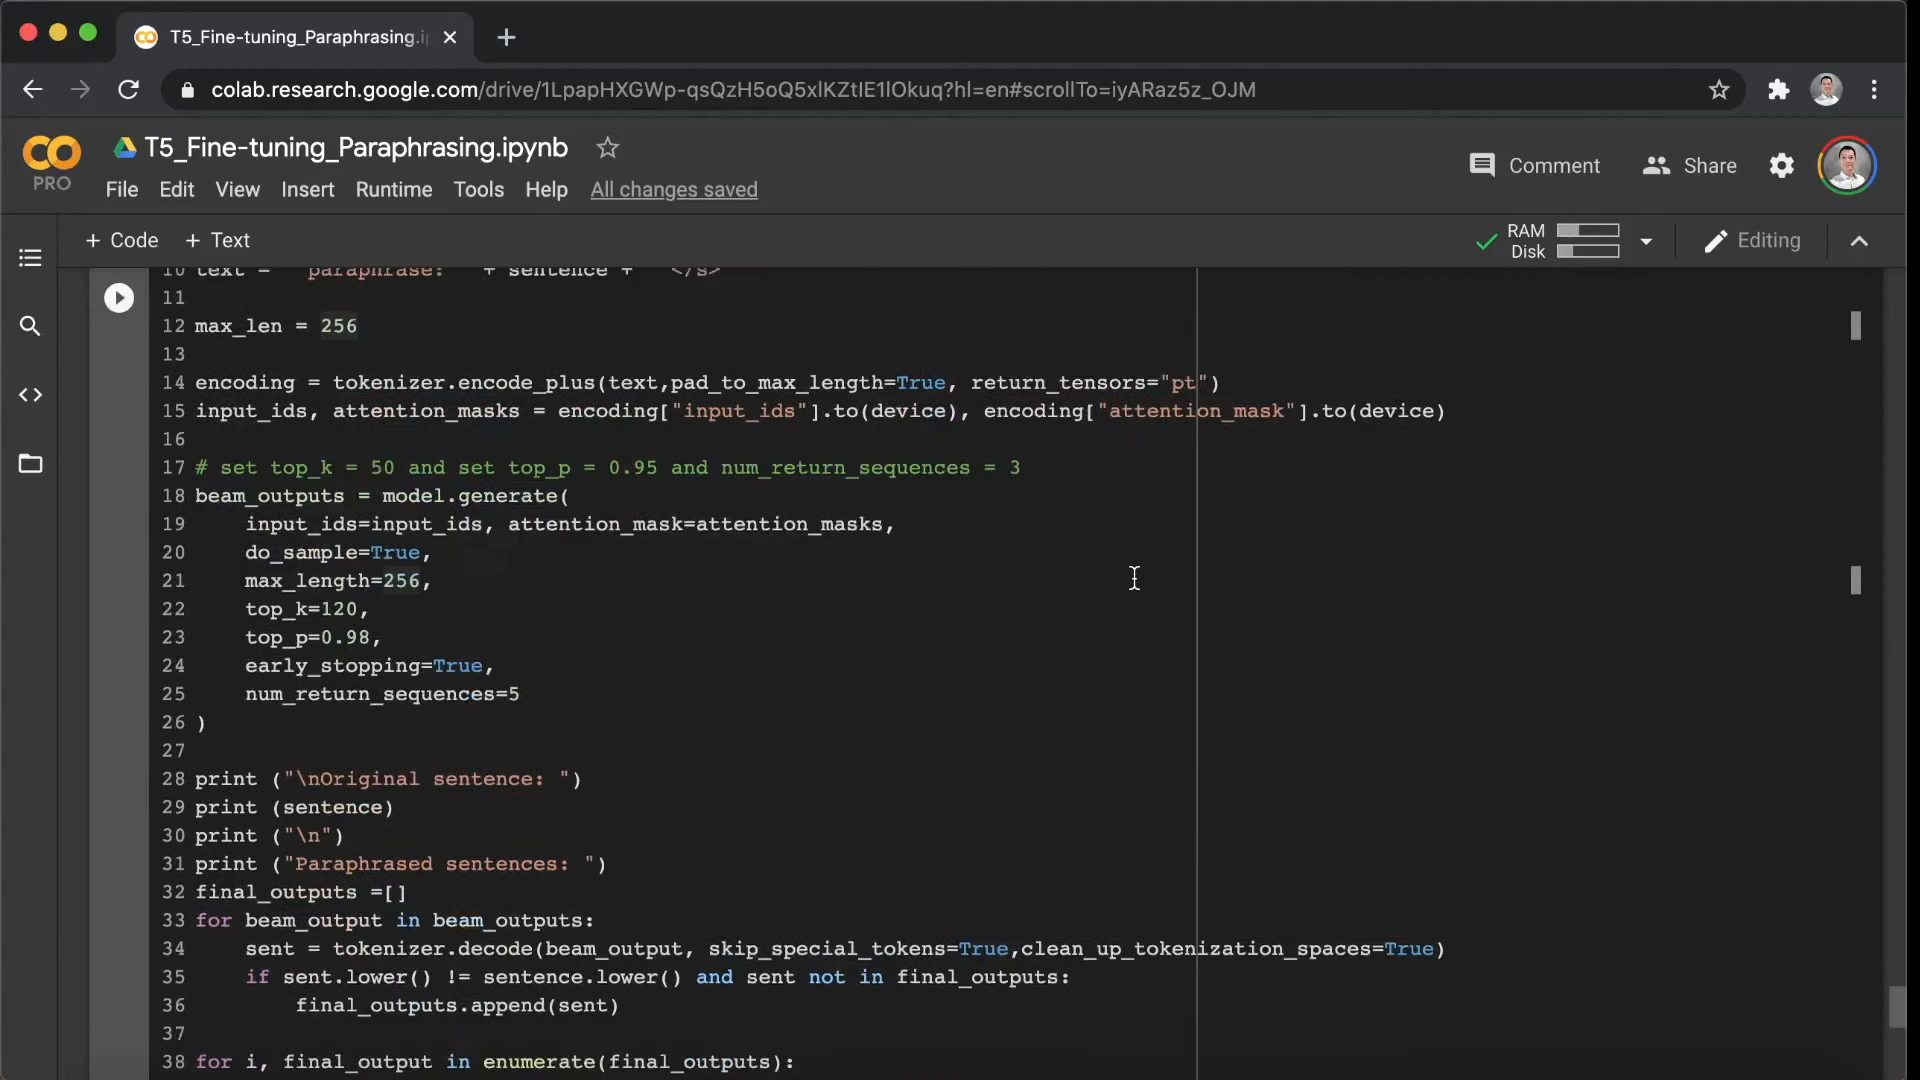 T5_Fine-tuning_Paraphrasing.i
colab.research.google.com/drive/1LpapHXGWp-qsQzH5oQ5xlKZtIE1lOkuq?hl=en#scrollTo=iyARaz5z_OJM
CO
PRO
T5_Fine-tuning_Paraphrasing.ipynb
Comment
Share
File Edit View Insert Runtime Tools Help All changes saved
+ Code + Text
RAM
Disk
Editing
10 text = "paraphrase: " + sentence + " </s>"
11
12 max_len = 256
13
14 encoding = tokenizer.encode_plus(text,pad_to_max_length=True, return_tensors="pt")
15 input_ids, attention_masks = encoding["input_ids"].to(device), encoding["attention_mask"].to(device)
16
17 # set top_k = 50 and set top_p = 0.95 and num_return_sequences = 3
18 beam_outputs = model.generate(
19     input_ids=input_ids, attention_mask=attention_masks,
20     do_sample=True,
21     max_length=256,
22     top_k=120,
23     top_p=0.98,
24     early_stopping=True,
25     num_return_sequences=5
26 )
27
28 print ("\nOriginal sentence: ")
29 print (sentence)
30 print ("\n")
31 print ("Paraphrased sentences: ")
32 final_outputs =[]
33 for beam_output in beam_outputs:
34     sent = tokenizer.decode(beam_output, skip_special_tokens=True,clean_up_tokenization_spaces=True)
35     if sent.lower() != sentence.lower() and sent not in final_outputs:
36         final_outputs.append(sent)
37
38 for i, final_output in enumerate(final_outputs):